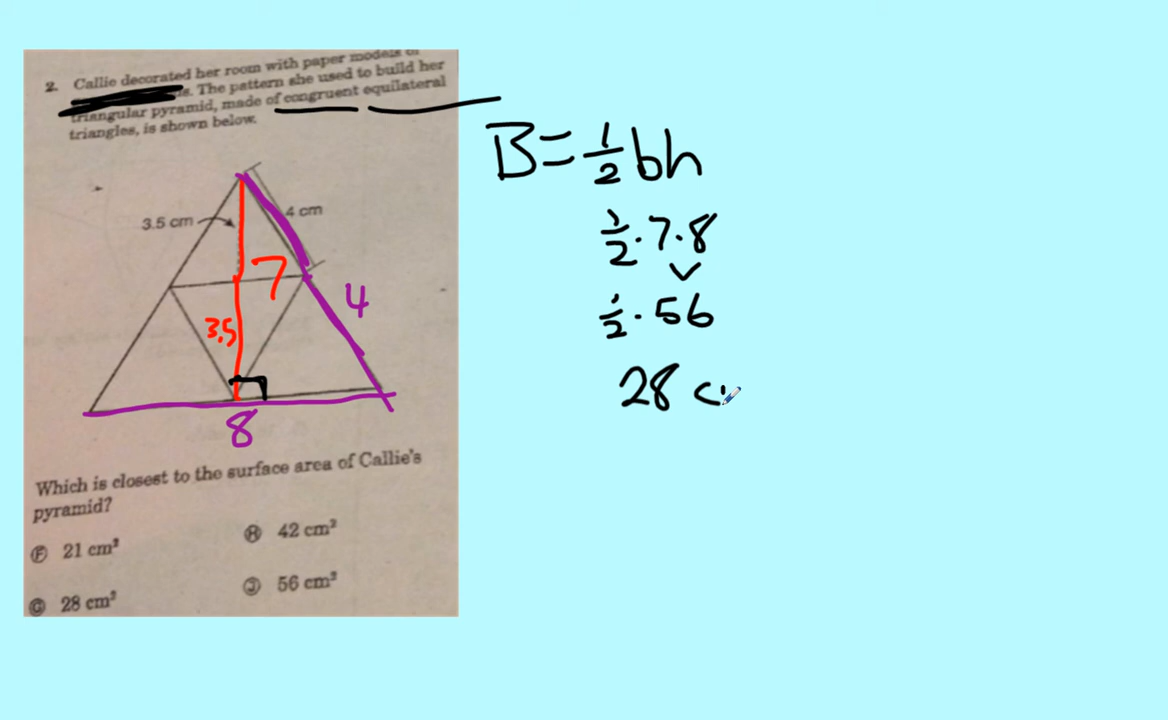 2. Callie decorated her room with paper models of
The pattern she used to build her
triangular pyramid, made of congruent equilateral
triangles, is shown below.
3.5 cm
4 cm
7
4
3.5
8
Which is closest to the surface area of Callie's
pyramid?
F 21 cm²
H 42 cm²
G 28 cm²
J 56 cm²
B = 1/2 bh
1/2 · 7 · 8
1/2 · 56
28 c